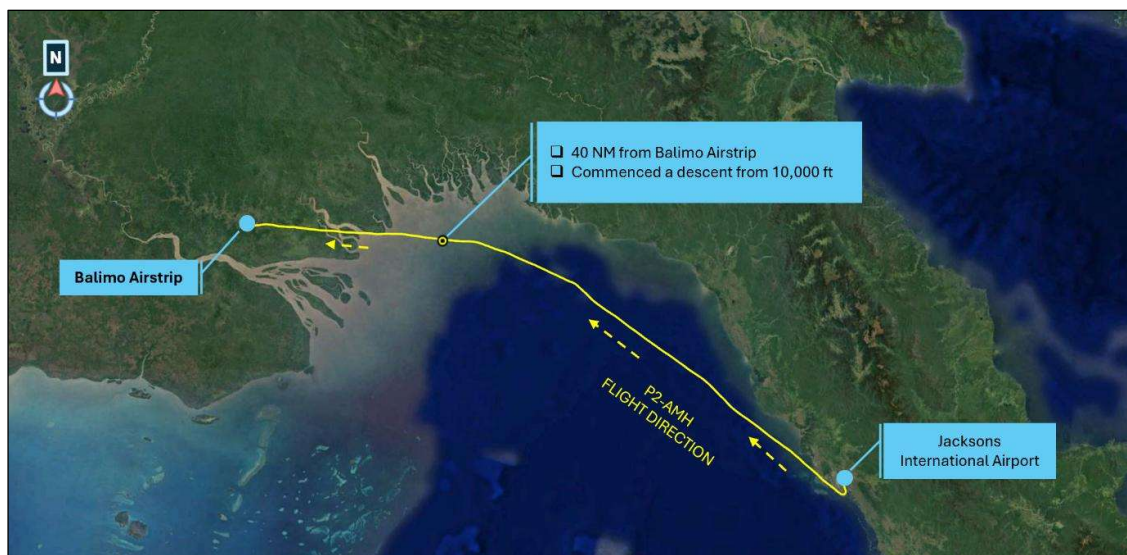 N
❑ 40 NM from Balimo Airstrip
❑ Commenced a descent from 10,000 ft
Balimo Airstrip
P2-AMH
FLIGHT DIRECTION
Jacksons
International Airport